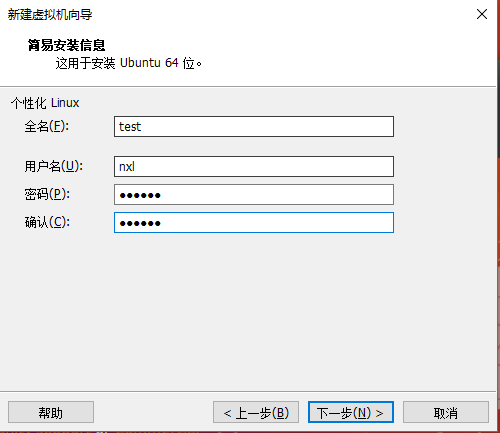 新建虚拟机向导
简易安装信息
这用于安装 Ubuntu 64 位。
个性化 Linux
全名(F): test
用户名(U): nxl
密码(P): ●●●●●●
确认(C): ●●●●●●
帮助 < 上一步(B) 下一步(N) > 取消